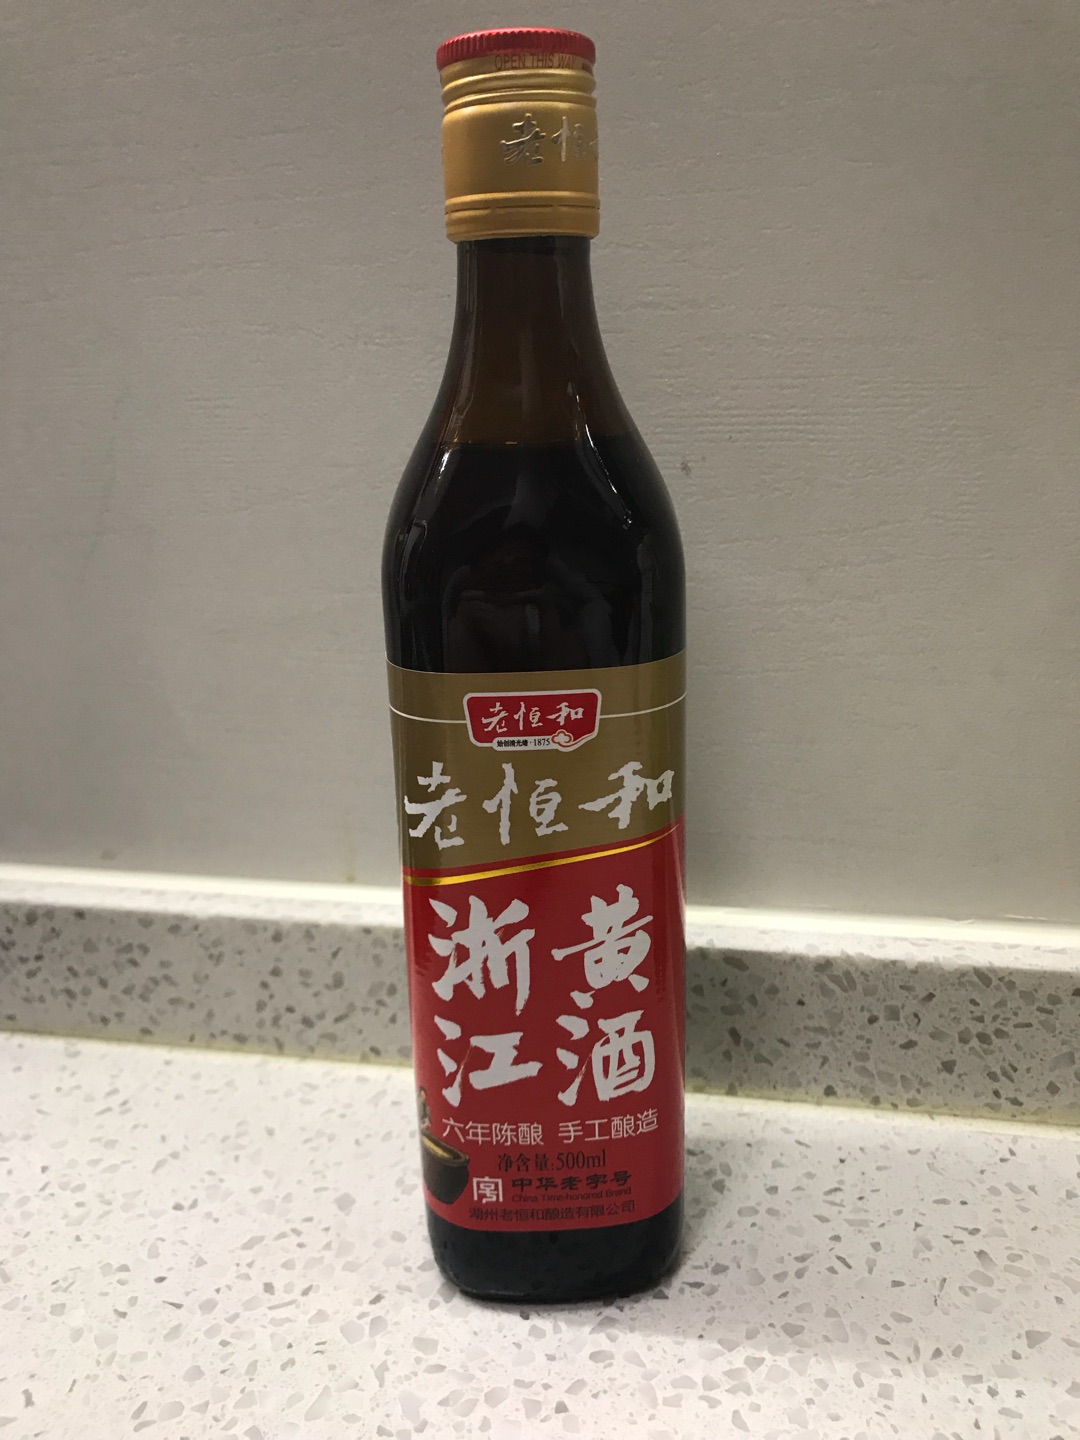 OPEN THIS WAY
老恒
老恒和
始创清光绪·1875
老恒和
浙江
黄酒
六年陈酿 手工酿造
净含量:500ml
中华老字号
China Time-honored Brand
湖州老恒和酿造有限公司